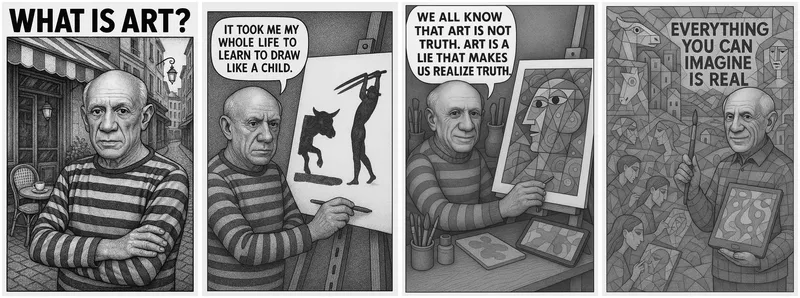 WHAT IS ART?
IT TOOK ME MY
WHOLE LIFE TO
LEARN TO DRAW
LIKE A CHILD.
WE ALL KNOW
THAT ART IS NOT
TRUTH. ART IS A
LIE THAT MAKES
US REALIZE TRUTH.
EVERYTHING
YOU CAN
IMAGINE
IS REAL